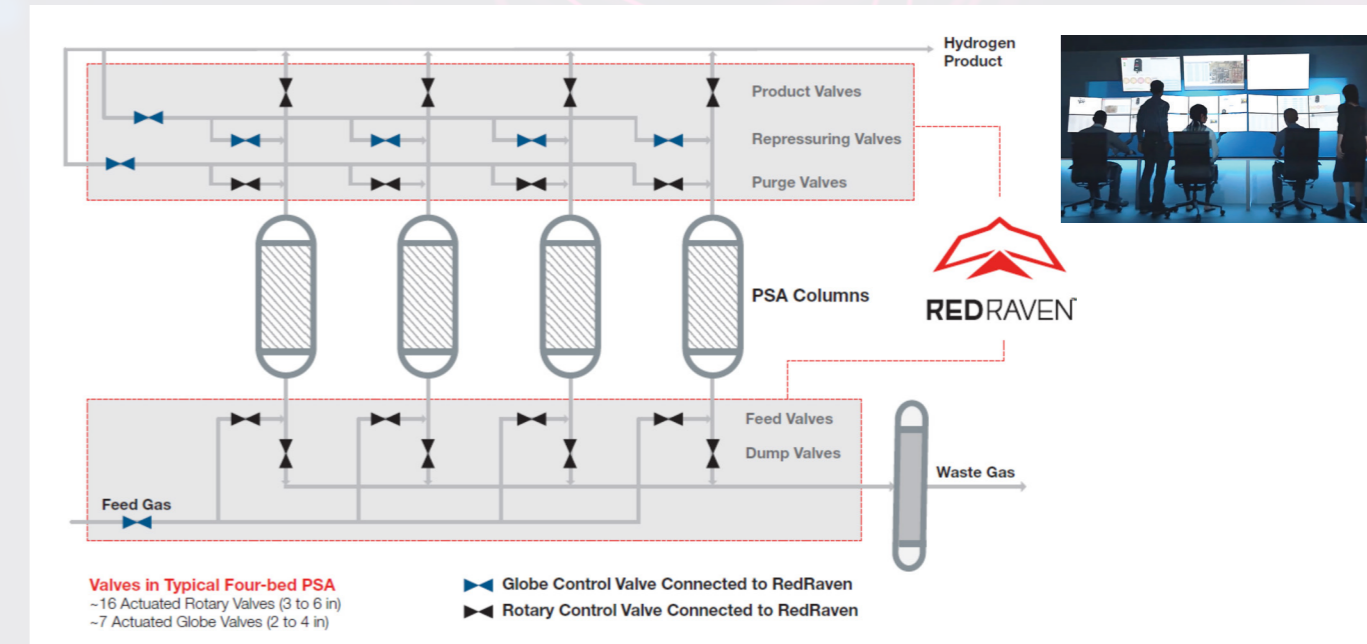 Hydrogen
Product
Product Valves
Repressuring Valves
Purge Valves
PSA Columns
REDRAVEN™
Feed Valves
Dump Valves
Waste Gas
Feed Gas
Valves in Typical Four-bed PSA
~16 Actuated Rotary Valves (3 to 6 in)
~7 Actuated Globe Valves (2 to 4 in)
Globe Control Valve Connected to RedRaven
Rotary Control Valve Connected to RedRaven